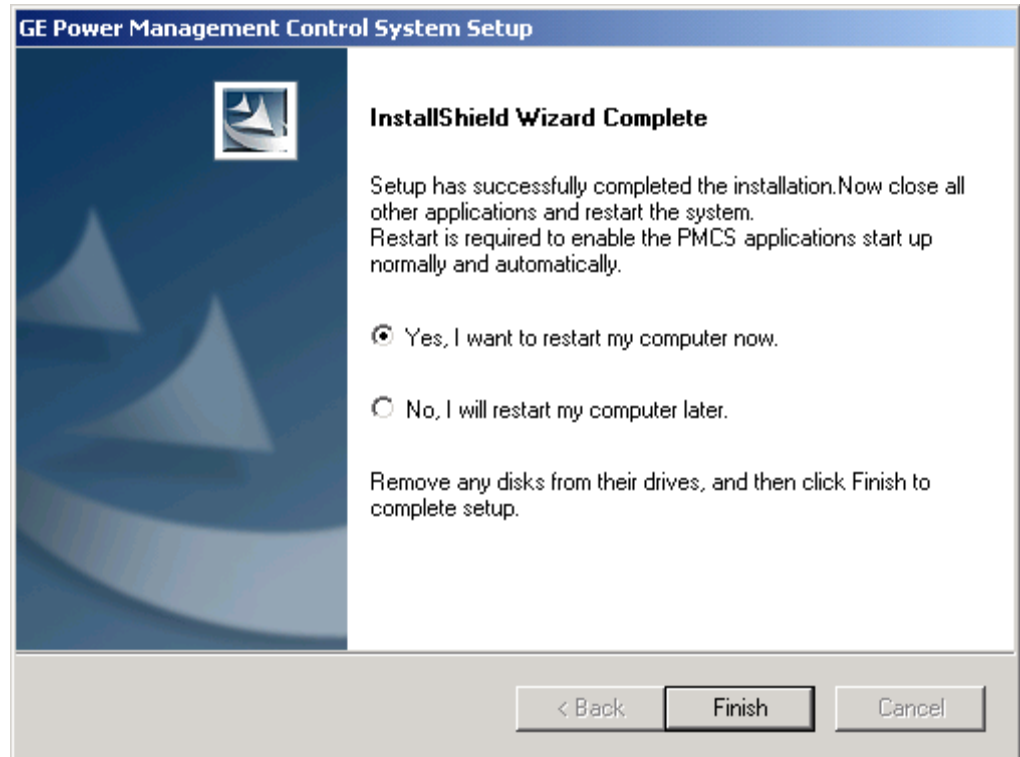 GE Power Management Control System Setup
InstallShield Wizard Complete
Setup has successfully completed the installation.Now close all
other applications and restart the system.
Restart is required to enable the PMCS applications start up
normally and automatically.
Yes, I want to restart my computer now.
No, I will restart my computer later.
Remove any disks from their drives, and then click Finish to
complete setup.
< Back Finish Cancel